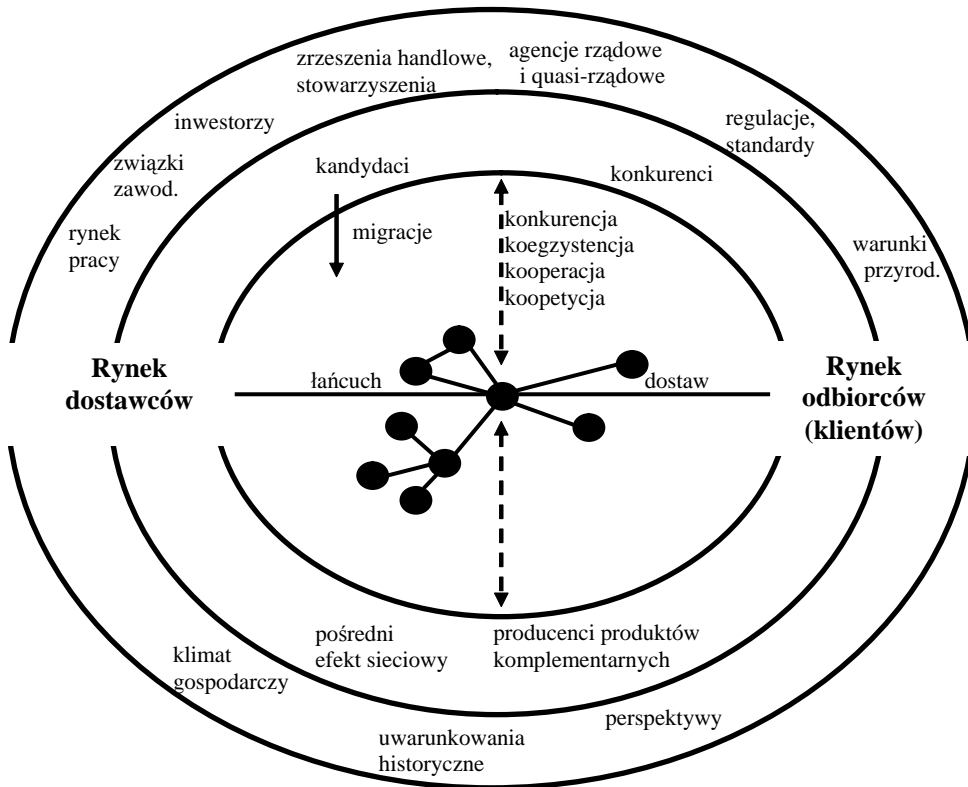 zrzeszenia handlowe,
stowarzyszenia
agencje rządowe
i quasi-rządowe
inwestorzy
regulacje,
standardy
związki
zawod.
kandydaci
konkurenci
rynek
pracy
migracje
konkurencja
koegzystencja
kooperacja
koopetycja
warunki
przyrod.
Rynek
dostawców
łańcuch
dostaw
Rynek
odbiorców
(klientów)
pośredni
efekt sieciowy
producenci produktów
komplementarnych
klimat
gospodarczy
perspektywy
uwarunkowania
historyczne